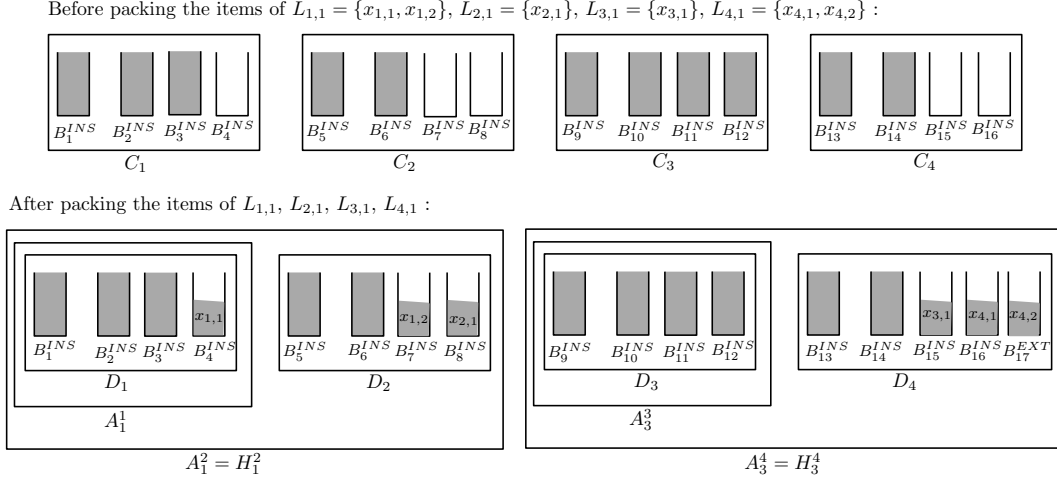 Before packing the items of L_{1,1} = {x_{1,1}, x_{1,2}}, L_{2,1} = {x_{2,1}}, L_{3,1} = {x_{3,1}}, L_{4,1} = {x_{4,1}, x_{4,2}} :
B_1^{INS} B_2^{INS} B_3^{INS} B_4^{INS} B_5^{INS} B_6^{INS} B_7^{INS} B_8^{INS} B_9^{INS} B_{10}^{INS} B_{11}^{INS} B_{12}^{INS} B_{13}^{INS} B_{14}^{INS} B_{15}^{INS} B_{16}^{INS}
C_1 C_2 C_3 C_4
After packing the items of L_{1,1}, L_{2,1}, L_{3,1}, L_{4,1} :
x_{1,1} x_{1,2} x_{2,1} x_{3,1} x_{4,1} x_{4,2}
B_1^{INS} B_2^{INS} B_3^{INS} B_4^{INS} B_5^{INS} B_6^{INS} B_7^{INS} B_8^{INS} B_9^{INS} B_{10}^{INS} B_{11}^{INS} B_{12}^{INS} B_{13}^{INS} B_{14}^{INS} B_{15}^{INS} B_{16}^{INS} B_{17}^{EXT}
D_1 D_2 D_3 D_4
A_1^1 A_3^3
A_1^2 = H_1^2 A_3^4 = H_3^4